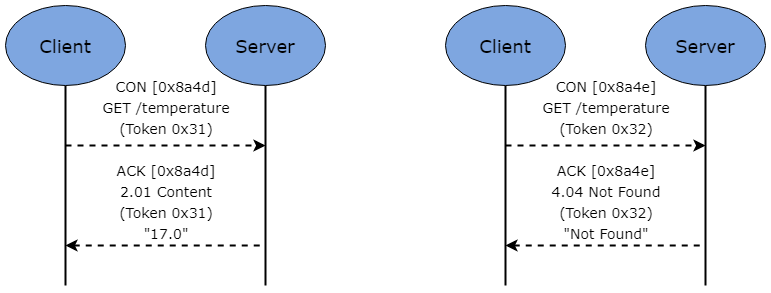 Client
Server
CON [0x8a4d]
GET /temperature
(Token 0x31)
ACK [0x8a4d]
2.01 Content
(Token 0x31)
"17.0"
Client
Server
CON [0x8a4e]
GET /temperature
(Token 0x32)
ACK [0x8a4e]
4.04 Not Found
(Token 0x32)
"Not Found"